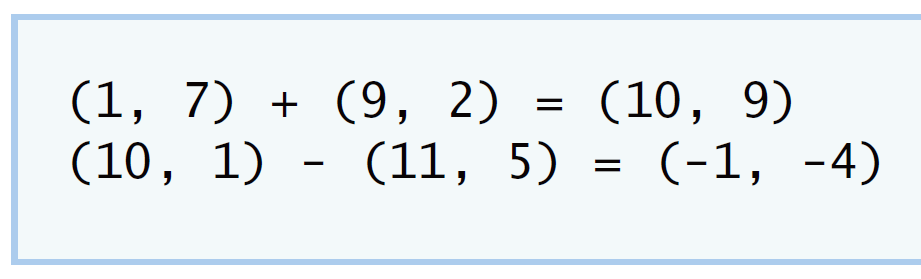 (1, 7) + (9, 2) = (10, 9)
(10, 1) - (11, 5) = (-1, -4)